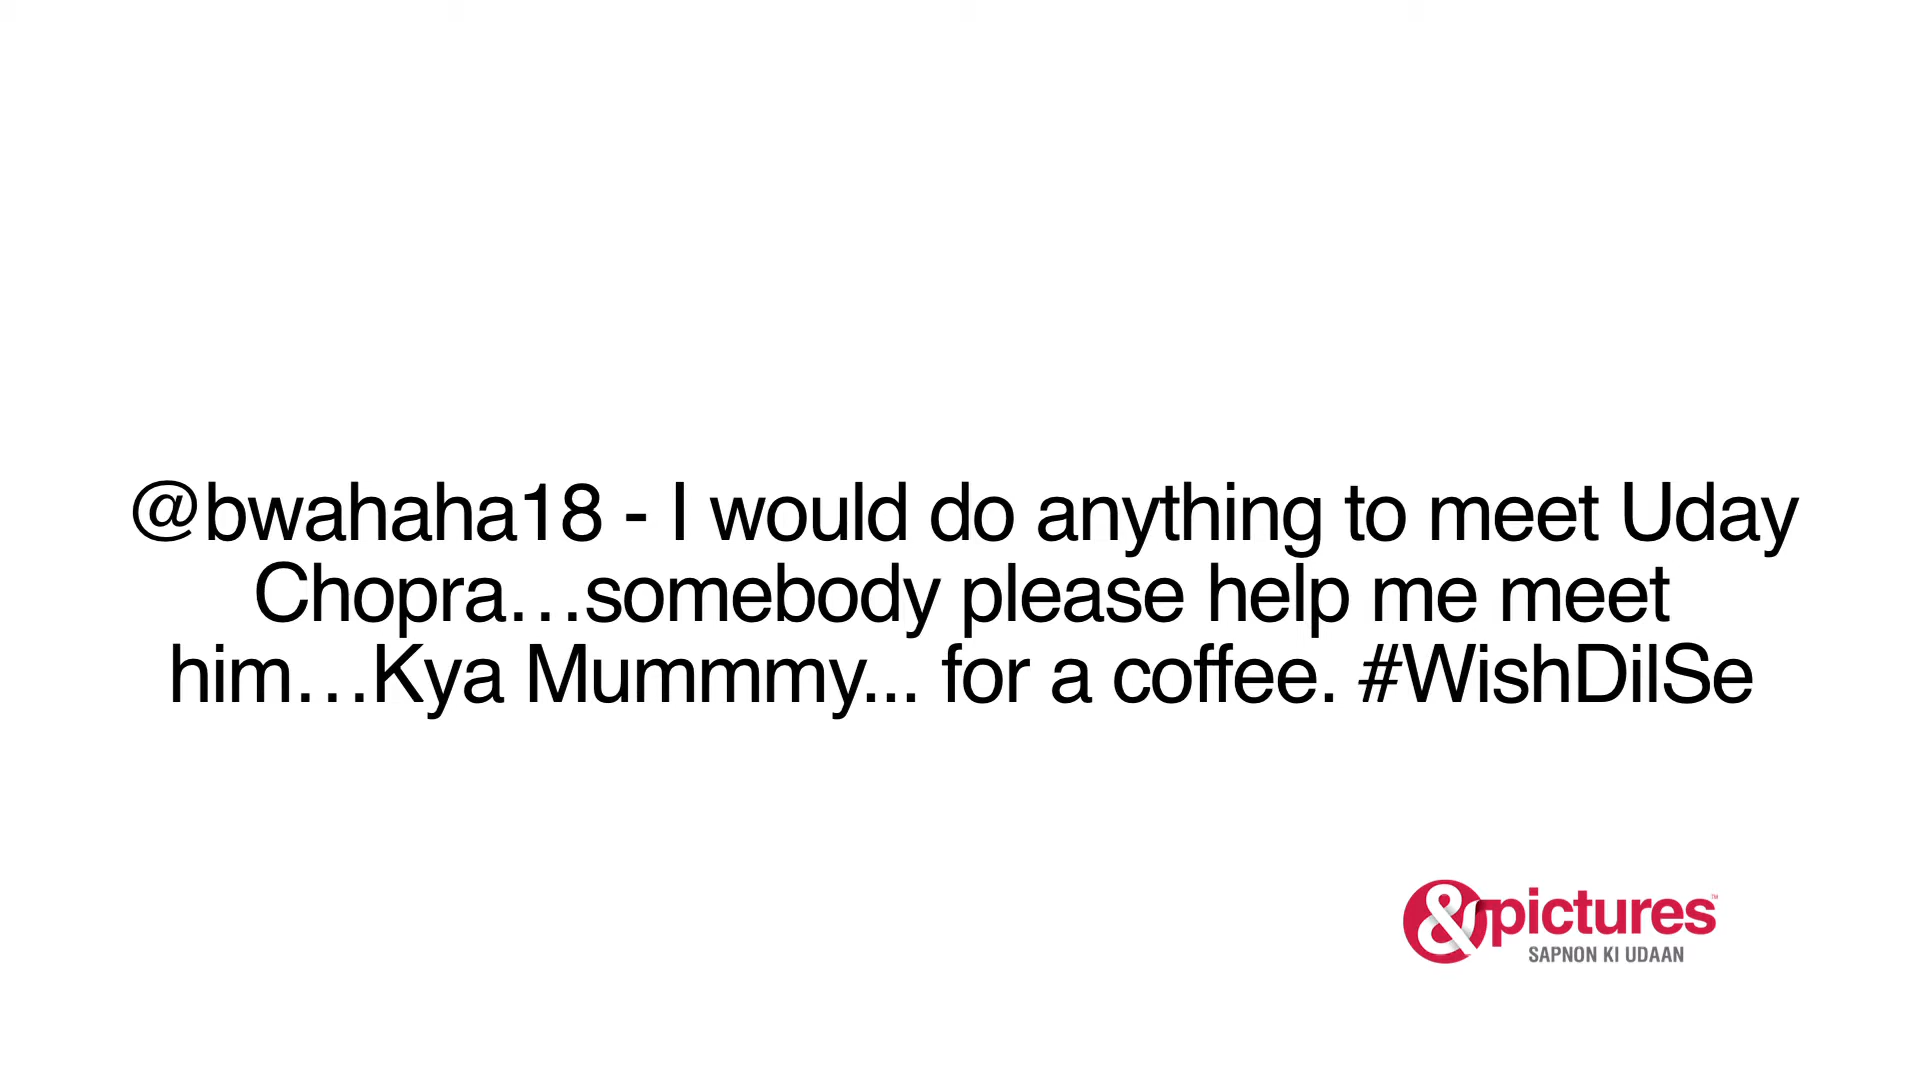 @bwahaha18 - I would do anything to meet Uday
Chopra…somebody please help me meet
him…Kya Mummmy... for a coffee. #WishDilSe
&pictures™
SAPNON KI UDAAN